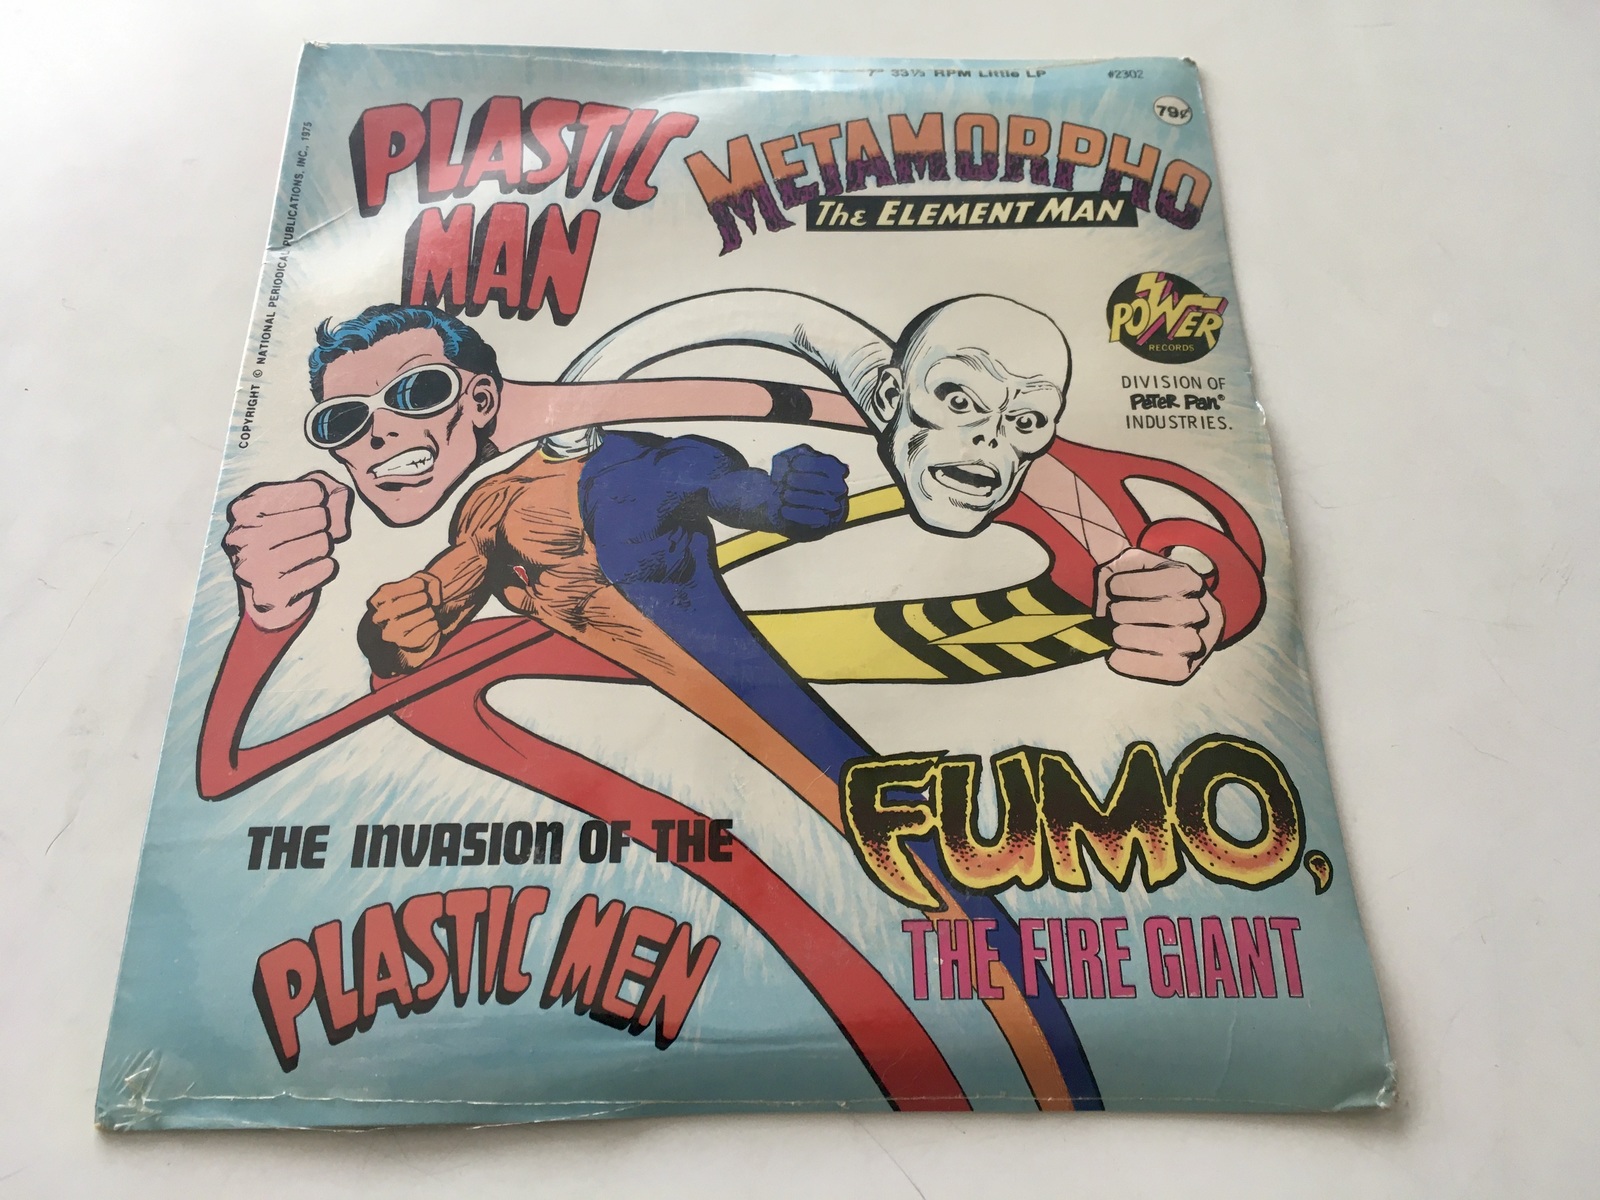 7" 33⅓ RPM Little LP
#2302
79¢
COPYRIGHT © NATIONAL PERIODICAL PUBLICATIONS, INC., 1975
PLASTIC
MAN
METAMORPHO
The ELEMENT MAN
POWER
RECORDS
DIVISION OF
Peter Pan®
INDUSTRIES.
THE INVASION OF THE
PLASTIC MEN
FUMO,
THE FIRE GIANT